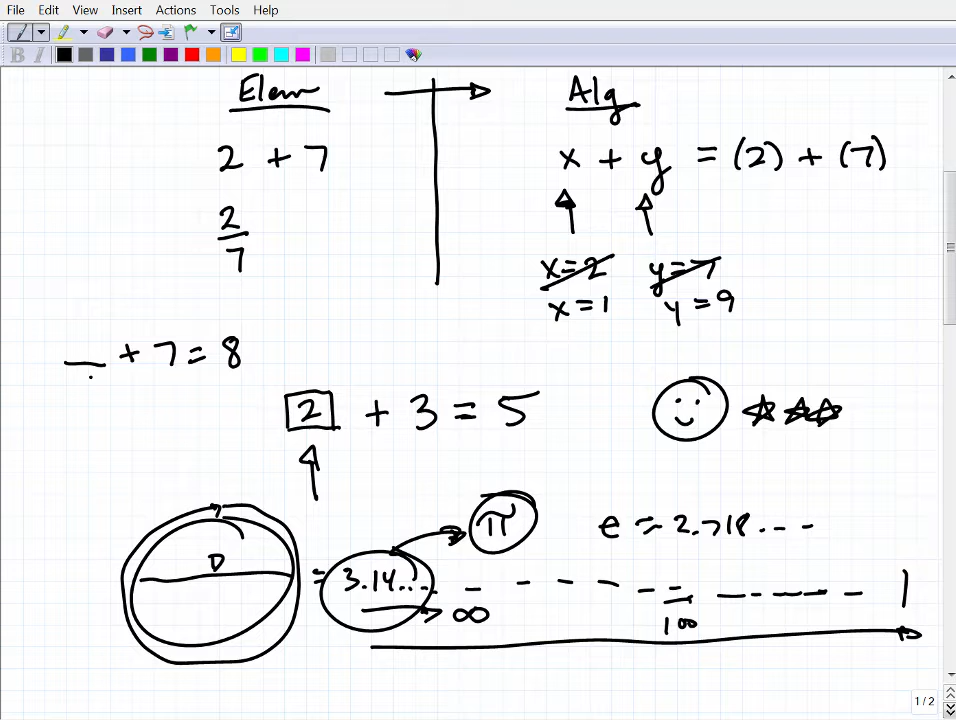 File Edit View Insert Actions Tools Help
B I
Elem Alg
2 + 7 x + y = (2) + (7)
2/7
x=2 y=7
x=1 y=9
__ + 7 = 8
2 + 3 = 5
π e ≈ 2.718...
D = 3.14...
∞ 100
1/2